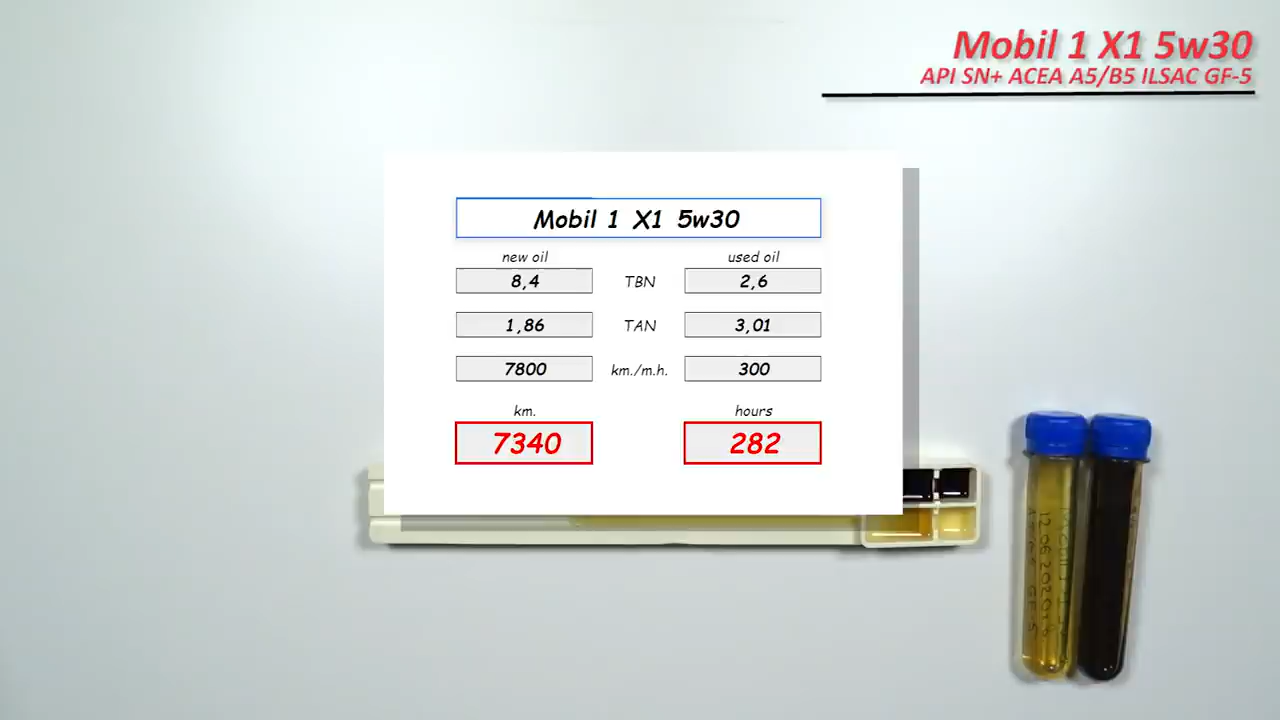 Mobil 1 X1 5w30
API SN+ ACEA A5/B5 ILSAC GF-5
Mobil 1 X1 5w30
new oil used oil
8,4 TBN 2,6
1,86 TAN 3,01
7800 km./m.h. 300
km. hours
7340 282